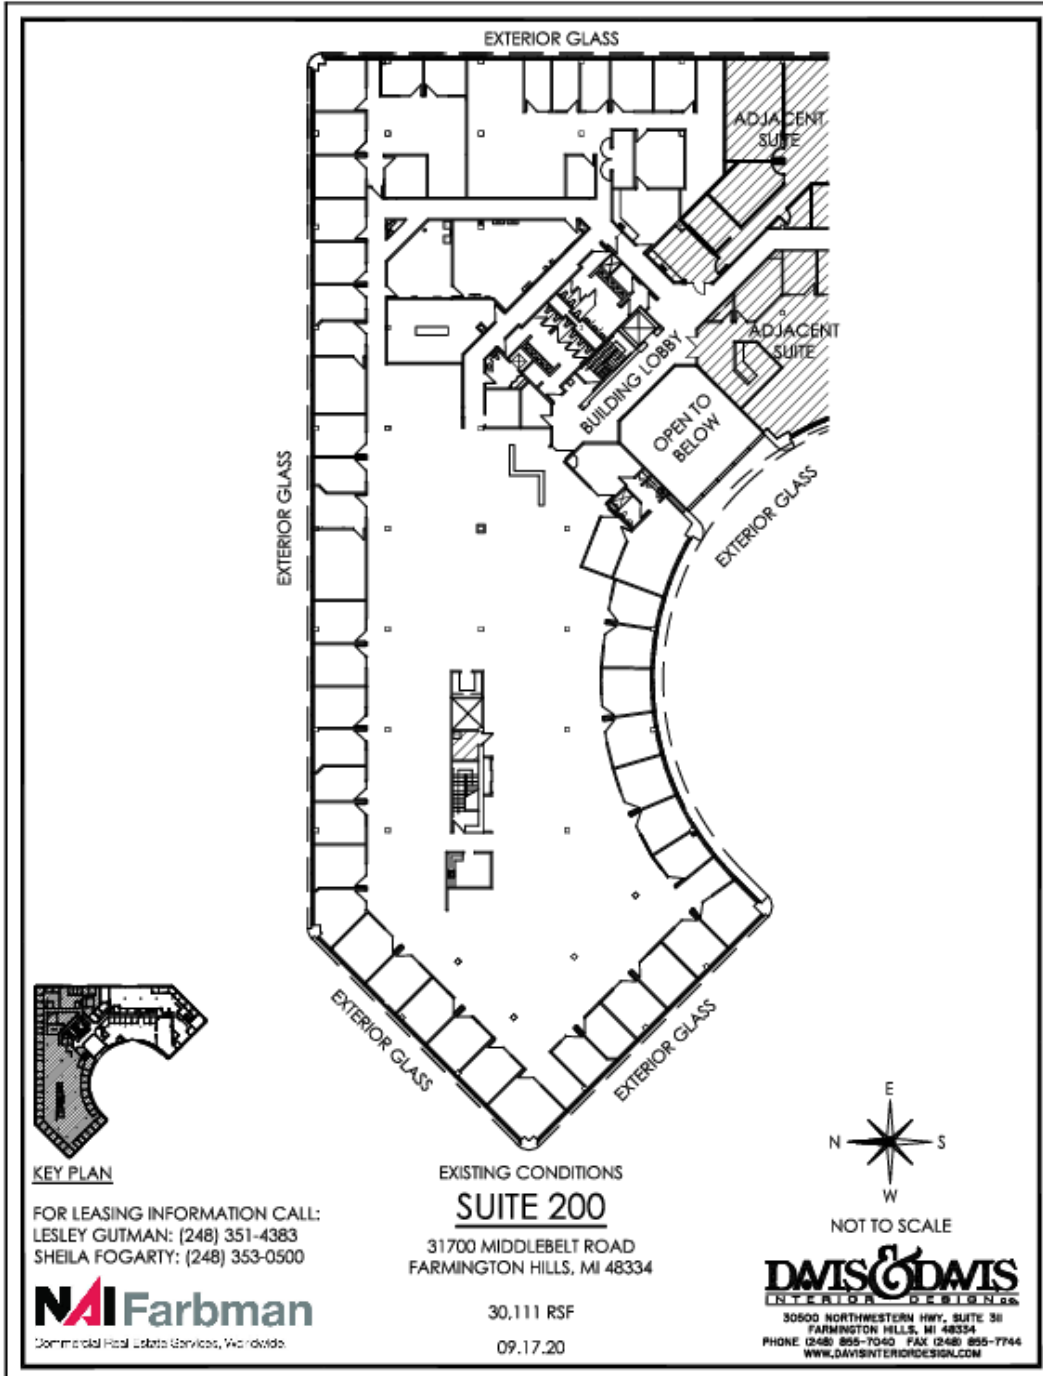 EXTERIOR GLASS
ADJACENT
SUITE
ADJACENT
SUITE
BUILDING LOBBY
OPEN TO
BELOW
EXTERIOR GLASS
EXTERIOR GLASS
EXTERIOR GLASS
EXTERIOR GLASS
KEY PLAN
FOR LEASING INFORMATION CALL:
LESLEY GUTMAN: (248) 351-4383
SHEILA FOGARTY: (248) 353-0500
NAI Farbman
Commercial Real Estate Services, Worldwide.
EXISTING CONDITIONS
SUITE 200
31700 MIDDLEBELT ROAD
FARMINGTON HILLS, MI 48334
30,111 RSF
09.17.20
E
N S
W
NOT TO SCALE
DAVIS & DAVIS
INTERIOR DESIGN co.
30500 NORTHWESTERN HWY, SUITE 311
FARMINGTON HILLS, MI 48334
PHONE (248) 855-7040 FAX (248) 855-7744
WWW.DAVISINTERIORDESIGN.COM